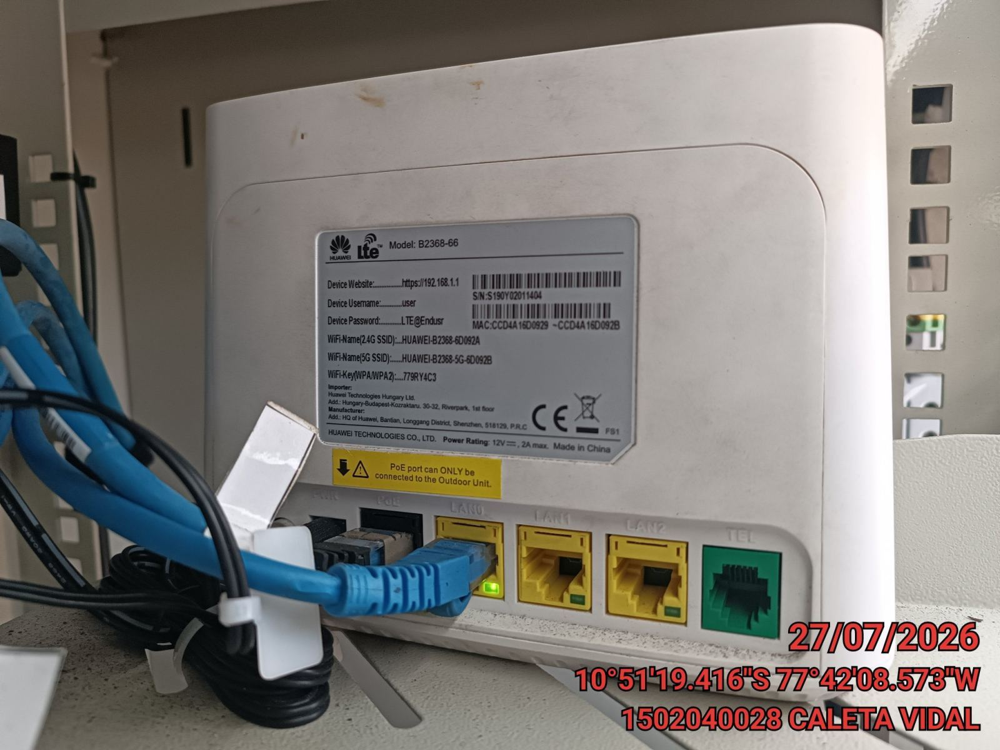 HUAWEI Lte™ Model: B2368-66
Device Website:................https://192.168.1.1
S/N:S190Y02011404
Device Username:............user
Device Password:............LTE@Endusr
MAC:CCD4A16D0929 ~CCD4A16D092B
WiFi-Name(2.4G SSID):...HUAWEI-B2368-6D092A
WiFi-Name(5G SSID):......HUAWEI-B2368-5G-6D092B
WiFi-Key(WPA/WPA2):....779RY4C3
Importer:
Huawei Technologies Hungary Ltd.
Add.: Hungary-Budapest-Kozraktaru. 30-32, Riverpark, 1st floor
Manufacturer:
Add.: HQ of Huawei, Bantian, Longgang District, Shenzhen, 518129, P.R.C
CE
FS1
HUAWEI TECHNOLOGIES CO., LTD. Power Rating: 12V⎓, 2A max. Made in China
PoE port can ONLY be
connected to the Outdoor Unit.
PWR PoE LAN0 LAN1 LAN2 TEL
27/07/2026
10°51'19.416"S 77°42'08.573"W
1502040028 CALETA VIDAL